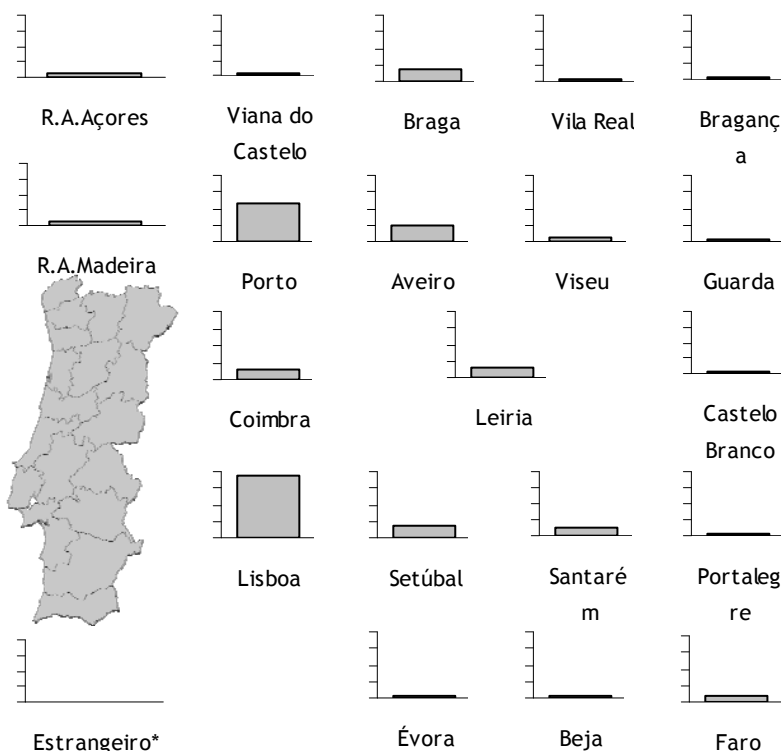 R.A.Açores
Viana do
Castelo
Braga
Vila Real
Braganç
a
R.A.Madeira
Porto
Aveiro
Viseu
Guarda
Coimbra
Leiria
Castelo
Branco
Lisboa
Setúbal
Santaré
m
Portaleg
re
Estrangeiro*
Évora
Beja
Faro